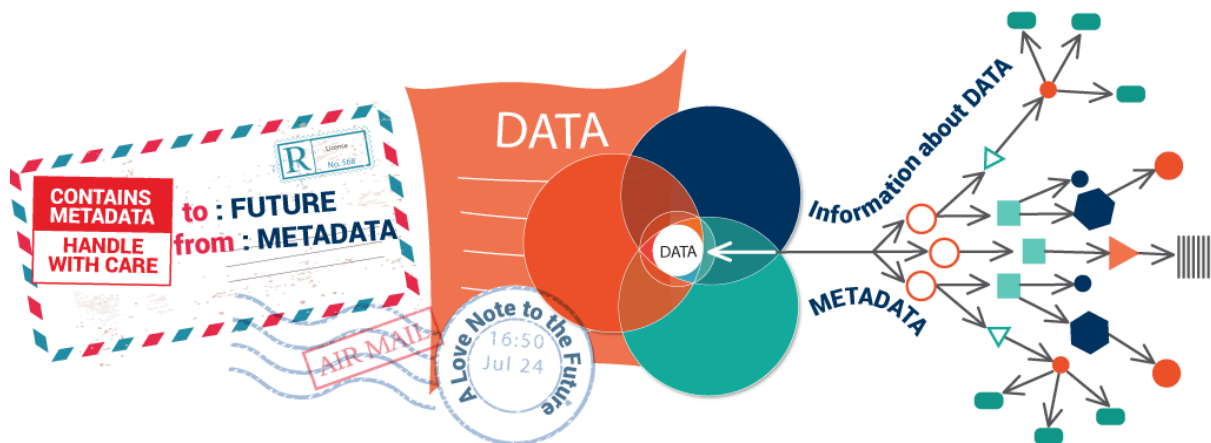 CONTAINS
METADATA
HANDLE
WITH CARE
to : FUTURE
from : METADATA
R
License
No. 568
AIR MAIL
A Love Note to the Future
16:50
Jul 24
DATA
DATA
Information about DATA
METADATA